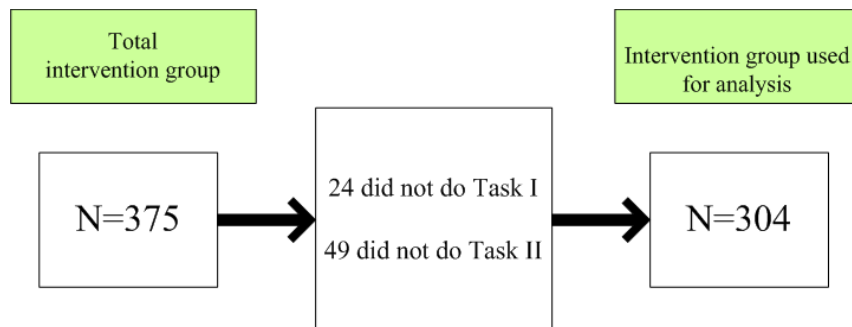 Total
intervention group
Intervention group used
for analysis
N=375
24 did not do Task I
49 did not do Task II
N=304